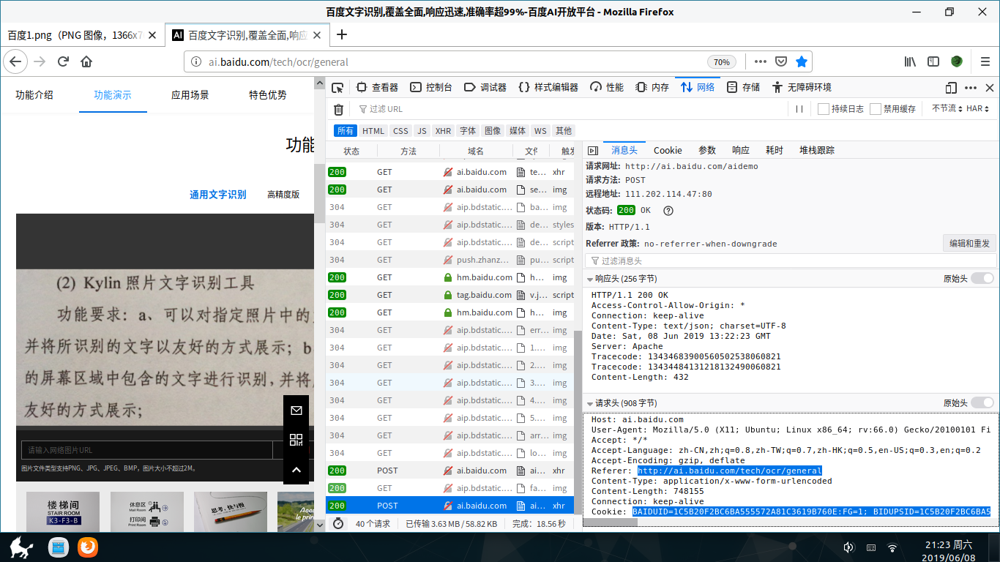 百度文字识别,覆盖全面,响应迅速,准确率超99%-百度AI开放平台 - Mozilla Firefox
百度1.png（PNG 图像，1366x7
AI 百度文字识别,覆盖全面,响应
ai.baidu.com/tech/ocr/general 70%
功能介绍 功能演示 应用场景 特色优势
功能
通用文字识别 高精度版
(2) Kylin 照片文字识别工具
功能要求：a、可以对指定照片中的
并将所识别的文字以友好的方式展示；b
的屏幕区域中包含的文字进行识别，并将
友好的方式展示；
请输入网络图片URL
图片文件类型支持PNG、JPG、JPEG、BMP，图片大小不超过2M。
楼梯间
STAIR ROOM
K3-F3-B
休息区
Mail Room
打印间
Print Room
思考，快与慢
Accé
le prin
查看器 控制台 调试器 样式编辑器 性能 内存 网络 存储 无障碍环境
过滤 URL 持续日志 禁用缓存 不节流 HAR
所有 HTML CSS JS XHR 字体 图像 媒体 WS 其他
状态 方法 域名 文件 触发
200 GET ai.baidu.com te… xhr
200 GET ai.baidu.com se… img
304 GET aip.bdstatic.… ba… img
304 GET aip.bdstatic.… de… styles
304 GET aip.bdstatic.… de… script
304 GET push.zhanz… pu… script
200 GET hm.baidu.com h… img
200 GET tag.baidu.com v.j… script
200 GET hm.baidu.com h… img
304 GET aip.bdstatic.… err… img
304 GET aip.bdstatic.… 1.… img
304 GET aip.bdstatic.… 2.… img
304 GET aip.bdstatic.… 3.… img
304 GET aip.bdstatic.… 4.… img
304 GET aip.bdstatic.… 5.… img
304 GET aip.bdstatic.… arr… img
304 GET aip.bdstatic.… lo… img
200 POST ai.baidu.com ai… xhr
200 GET ai.baidu.com fa… img
200 POST ai.baidu.com ai… xhr
40 个请求 已传输 3.63 MB / 58.82 KB 完成：18.56 秒
消息头 Cookie 参数 响应 耗时 堆栈跟踪
请求网址: http://ai.baidu.com/aidemo
请求方法: POST
远程地址: 111.202.114.47:80
状态码: 200 OK
版本: HTTP/1.1
Referrer 政策: no-referrer-when-downgrade 编辑和重发
过滤消息头
响应头 (256 字节) 原始头
HTTP/1.1 200 OK
Access-Control-Allow-Origin: *
Connection: keep-alive
Content-Type: text/json; charset=UTF-8
Date: Sat, 08 Jun 2019 13:22:23 GMT
Server: Apache
Tracecode: 13434683900560502538060821
Tracecode: 13434484131218132490060821
Content-Length: 432
请求头 (908 字节) 原始头
Host: ai.baidu.com
User-Agent: Mozilla/5.0 (X11; Ubuntu; Linux x86_64; rv:66.0) Gecko/20100101 Fi
Accept: */*
Accept-Language: zh-CN,zh;q=0.8,zh-TW;q=0.7,zh-HK;q=0.5,en-US;q=0.3,en;q=0.2
Accept-Encoding: gzip, deflate
Referer: http://ai.baidu.com/tech/ocr/general
Content-Type: application/x-www-form-urlencoded
Content-Length: 748155
Connection: keep-alive
Cookie: BAIDUID=1C5B20F2BC6BA555572A81C3619B760E:FG=1; BIDUPSID=1C5B20F2BC6BA5
21:23 周六
2019/06/08